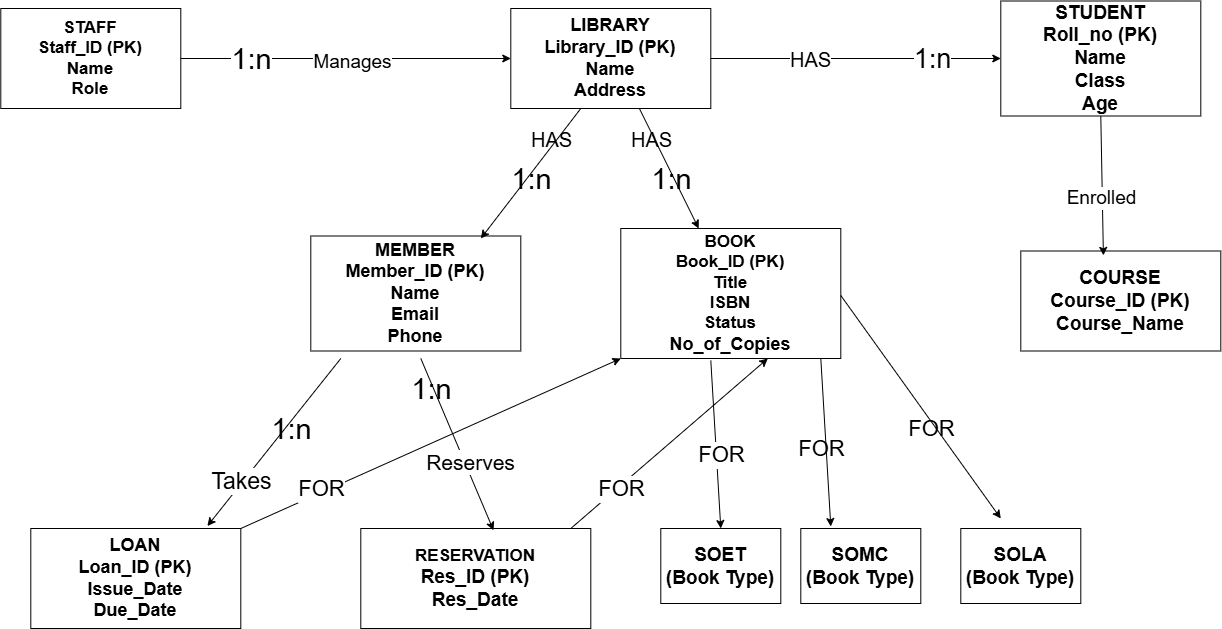 STAFF
Staff_ID (PK)
Name
Role
1:n
Manages
LIBRARY
Library_ID (PK)
Name
Address
HAS
1:n
STUDENT
Roll_no (PK)
Name
Class
Age
HAS
1:n
HAS
1:n
Enrolled
MEMBER
Member_ID (PK)
Name
Email
Phone
BOOK
Book_ID (PK)
Title
ISBN
Status
No_of_Copies
COURSE
Course_ID (PK)
Course_Name
1:n
Takes
1:n
Reserves
FOR
FOR
FOR
FOR
FOR
LOAN
Loan_ID (PK)
Issue_Date
Due_Date
RESERVATION
Res_ID (PK)
Res_Date
SOET
(Book Type)
SOMC
(Book Type)
SOLA
(Book Type)